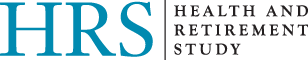 HRS
HEALTH AND
RETIREMENT
STUDY